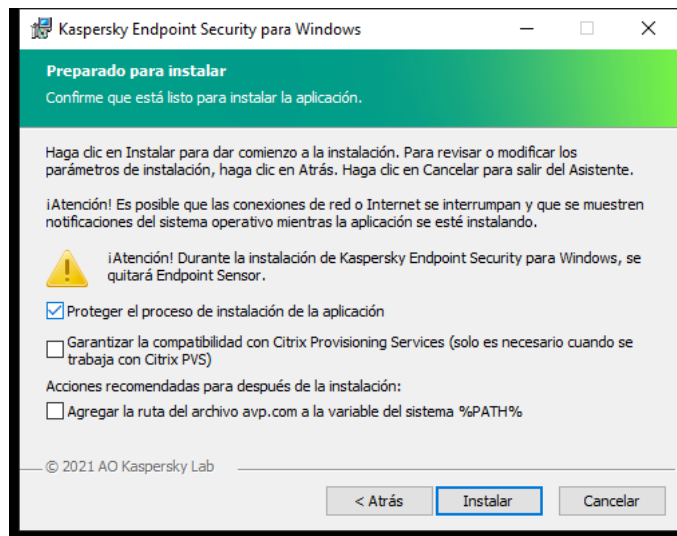 Kaspersky Endpoint Security para Windows
Preparado para instalar
Confirme que está listo para instalar la aplicación.
Haga clic en Instalar para dar comienzo a la instalación. Para revisar o modificar los
parámetros de instalación, haga clic en Atrás. Haga clic en Cancelar para salir del Asistente.
¡Atención! Es posible que las conexiones de red o Internet se interrumpan y que se muestren
notificaciones del sistema operativo mientras la aplicación se esté instalando.
¡Atención! Durante la instalación de Kaspersky Endpoint Security para Windows, se
quitará Endpoint Sensor.
Proteger el proceso de instalación de la aplicación
Garantizar la compatibilidad con Citrix Provisioning Services (solo es necesario cuando se
trabaja con Citrix PVS)
Acciones recomendadas para después de la instalación:
Agregar la ruta del archivo avp.com a la variable del sistema %PATH%
© 2021 AO Kaspersky Lab
< Atrás Instalar Cancelar